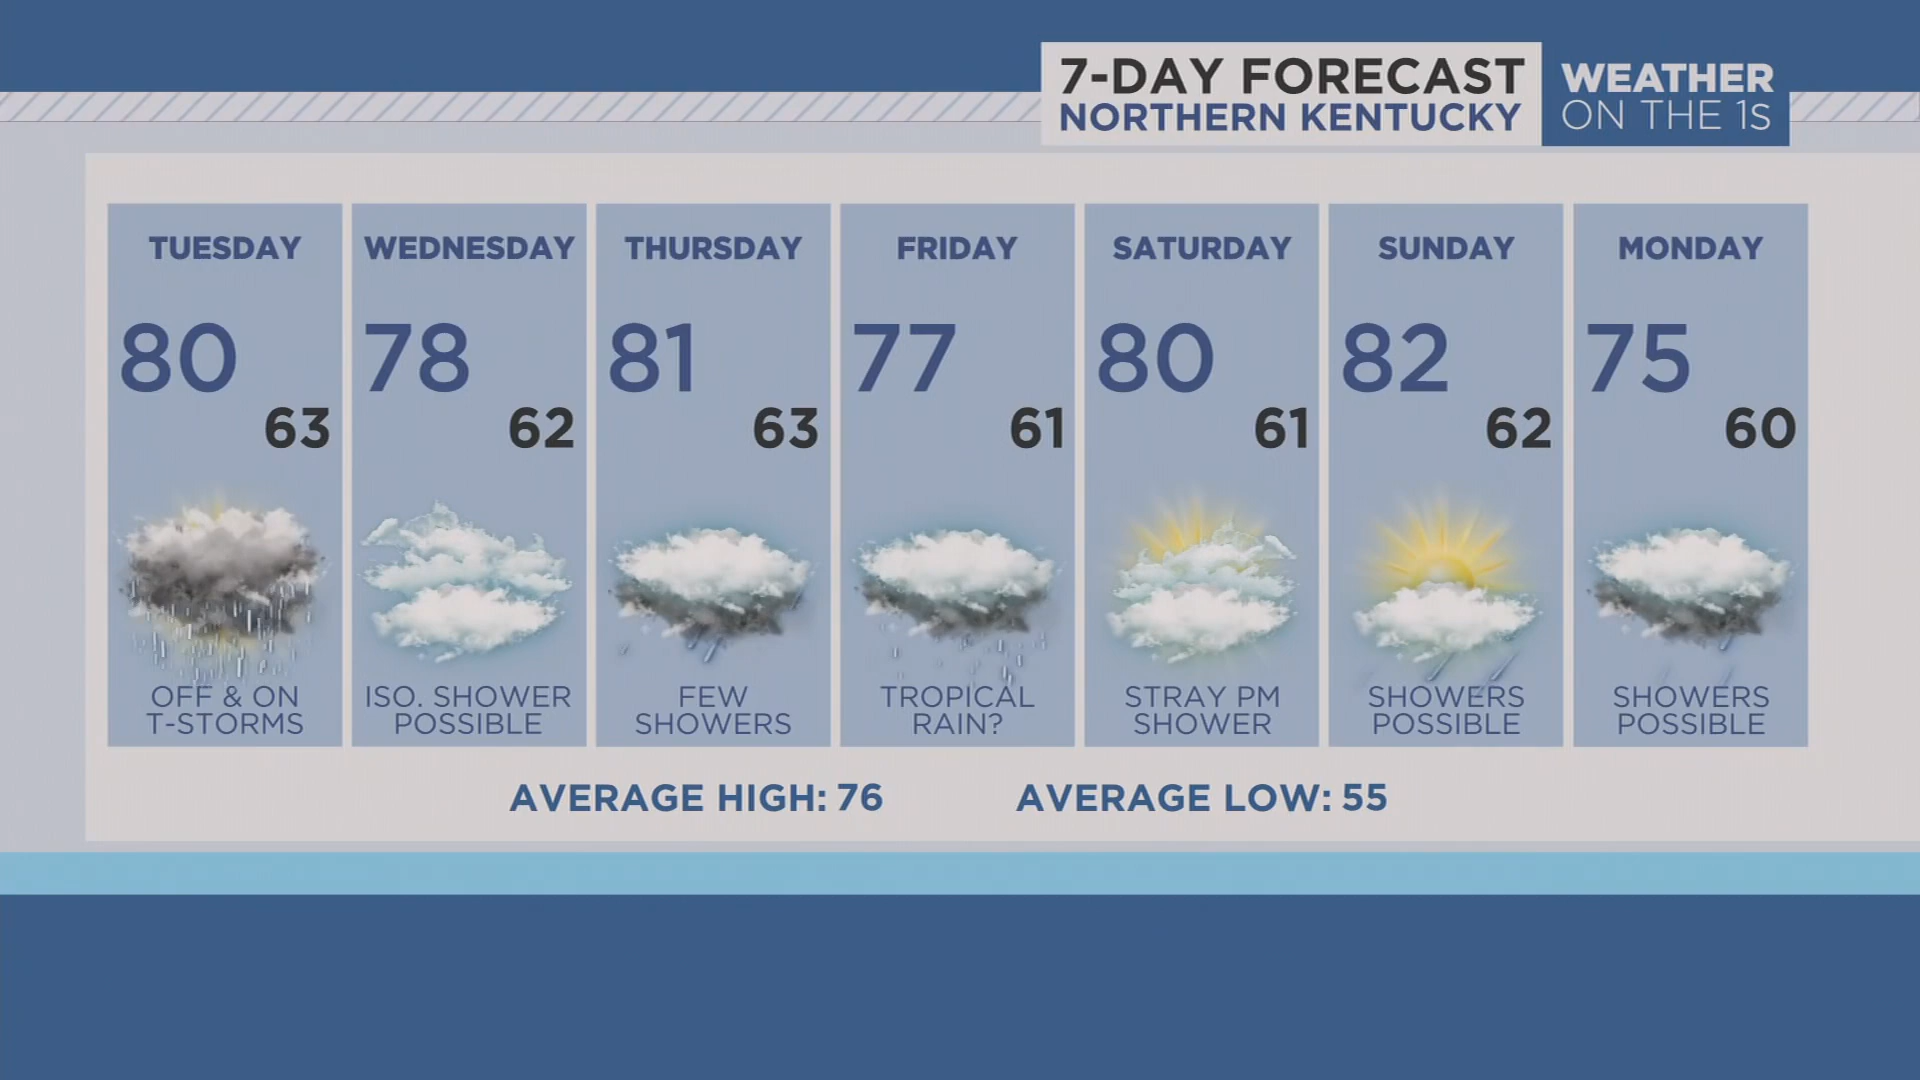 7-DAY FORECAST
NORTHERN KENTUCKY
WEATHER
ON THE 1S
TUESDAY
80
63
OFF & ON
T-STORMS
WEDNESDAY
78
62
ISO. SHOWER
POSSIBLE
THURSDAY
81
63
FEW
SHOWERS
FRIDAY
77
61
TROPICAL
RAIN?
SATURDAY
80
61
STRAY PM
SHOWER
SUNDAY
82
62
SHOWERS
POSSIBLE
MONDAY
75
60
SHOWERS
POSSIBLE
AVERAGE HIGH: 76
AVERAGE LOW: 55